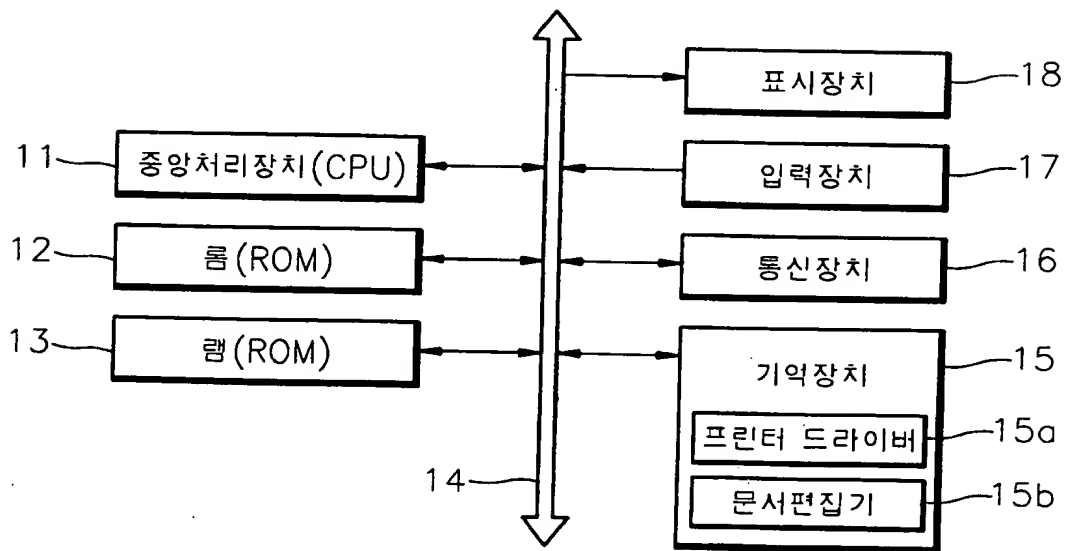 표시장치 18
11 중앙처리장치(CPU)
입력장치 17
12 롬(ROM)
통신장치 16
13 램(ROM)
기억장치 15
프린터 드라이버 15a
14
문서편집기 15b